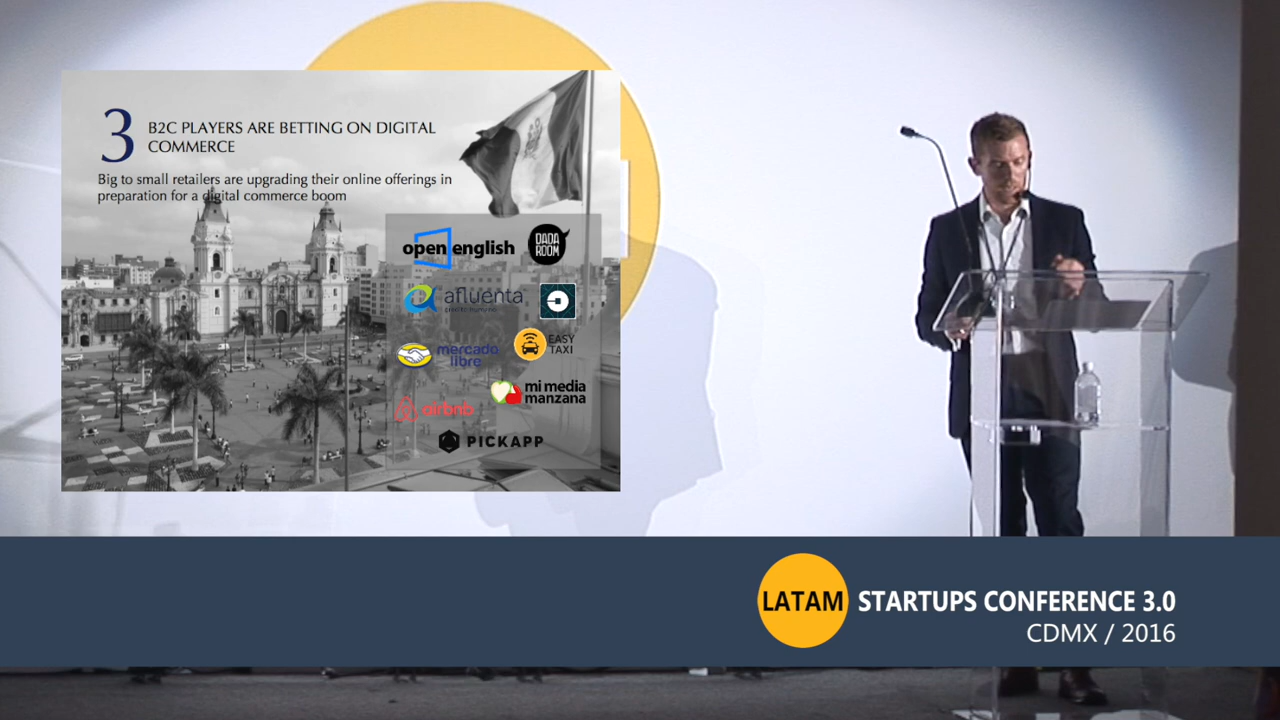 3
B2C PLAYERS ARE BETTING ON DIGITAL
COMMERCE
Big to small retailers are upgrading their online offerings in
preparation for a digital commerce boom
open english
DADA
ROOM
afluenta
EASY
TAXI
mercado
libre
mi media
manzana
airbnb
PICKAPP
LATAM STARTUPS CONFERENCE 3.0
CDMX / 2016